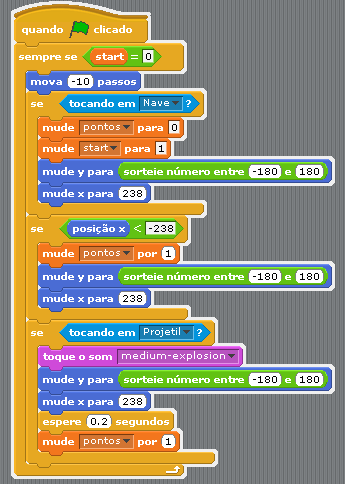 quando clicado
sempre se start = 0
mova -10 passos
se tocando em Nave ?
mude pontos para 0
mude start para 1
mude y para sorteie número entre -180 e 180
mude x para 238
se posição x < -238
mude pontos por 1
mude y para sorteie número entre -180 e 180
mude x para 238
se tocando em Projetil ?
toque o som medium-explosion
mude y para sorteie número entre -180 e 180
mude x para 238
espere 0.2 segundos
mude pontos por 1